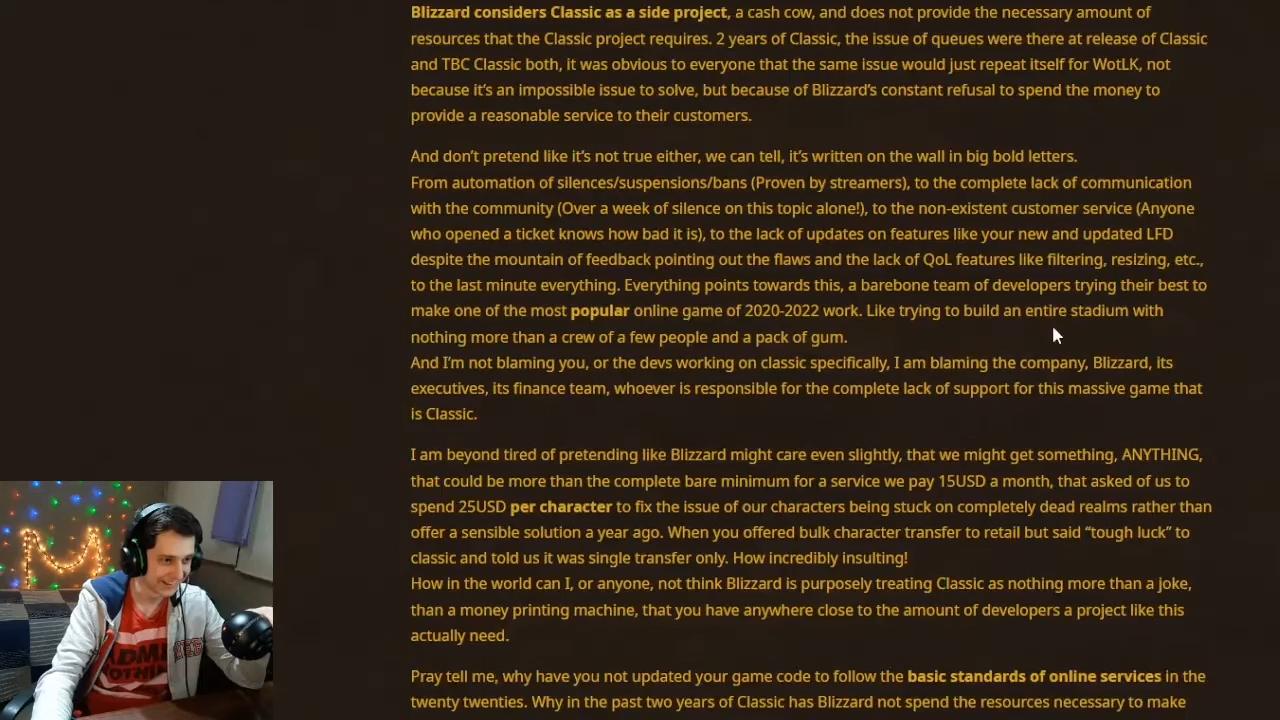 Blizzard considers Classic as a side project, a cash cow, and does not provide the necessary amount of
resources that the Classic project requires. 2 years of Classic, the issue of queues were there at release of Classic
and TBC Classic both, it was obvious to everyone that the same issue would just repeat itself for WotLK, not
because it's an impossible issue to solve, but because of Blizzard's constant refusal to spend the money to
provide a reasonable service to their customers.
And don't pretend like it's not true either, we can tell, it's written on the wall in big bold letters.
From automation of silences/suspensions/bans (Proven by streamers), to the complete lack of communication
with the community (Over a week of silence on this topic alone!), to the non-existent customer service (Anyone
who opened a ticket knows how bad it is), to the lack of updates on features like your new and updated LFD
despite the mountain of feedback pointing out the flaws and the lack of QoL features like filtering, resizing, etc.,
to the last minute everything. Everything points towards this, a barebone team of developers trying their best to
make one of the most popular online game of 2020-2022 work. Like trying to build an entire stadium with
nothing more than a crew of a few people and a pack of gum.
And I'm not blaming you, or the devs working on classic specifically, I am blaming the company, Blizzard, its
executives, its finance team, whoever is responsible for the complete lack of support for this massive game that
is Classic.
I am beyond tired of pretending like Blizzard might care even slightly, that we might get something, ANYTHING,
that could be more than the complete bare minimum for a service we pay 15USD a month, that asked of us to
spend 25USD per character to fix the issue of our characters being stuck on completely dead realms rather than
offer a sensible solution a year ago. When you offered bulk character transfer to retail but said “tough luck” to
classic and told us it was single transfer only. How incredibly insulting!
How in the world can I, or anyone, not think Blizzard is purposely treating Classic as nothing more than a joke,
than a money printing machine, that you have anywhere close to the amount of developers a project like this
actually need.
Pray tell me, why have you not updated your game code to follow the basic standards of online services in the
twenty twenties. Why in the past two years of Classic has Blizzard not spend the resources necessary to make